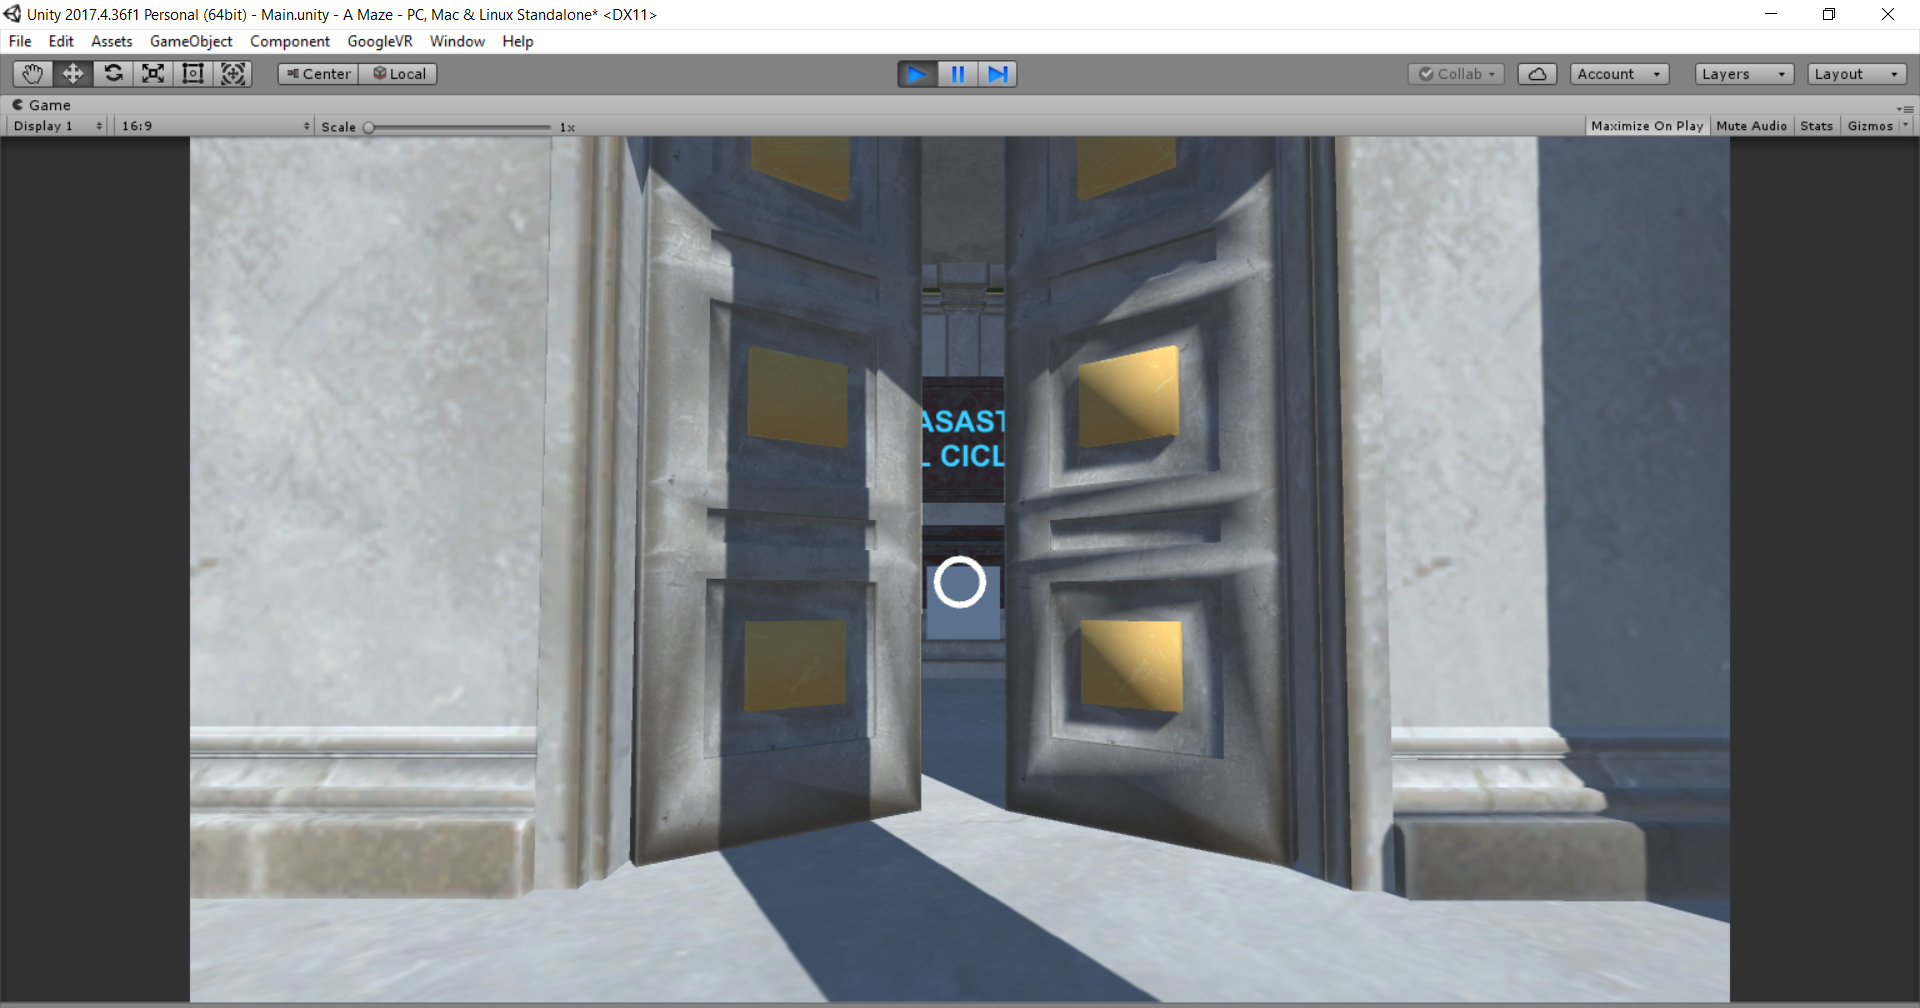 Unity 2017.4.36f1 Personal (64bit) - Main.unity - A Maze - PC, Mac & Linux Standalone* <DX11>
File Edit Assets GameObject Component GoogleVR Window Help
Center Local Collab Account Layers Layout
Game
Display 1 16:9 Scale 1x Maximize On Play Mute Audio Stats Gizmos
ASAST
L CICL